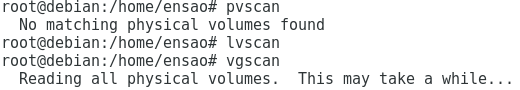 root@debian:/home/ensao# pvscan
  No matching physical volumes found
root@debian:/home/ensao# lvscan
root@debian:/home/ensao# vgscan
  Reading all physical volumes.  This may take a while...